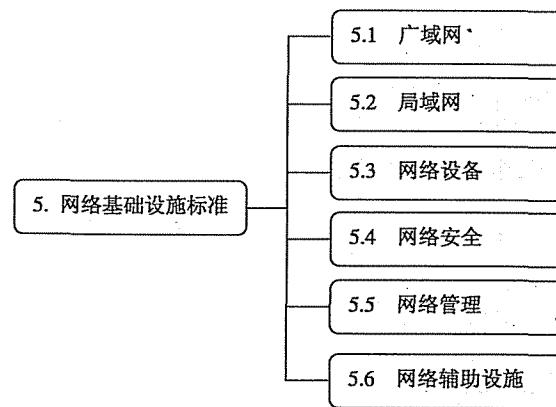 5.1 广域网
5.2 局域网
5.3 网络设备
5. 网络基础设施标准
5.4 网络安全
5.5 网络管理
5.6 网络辅助设施